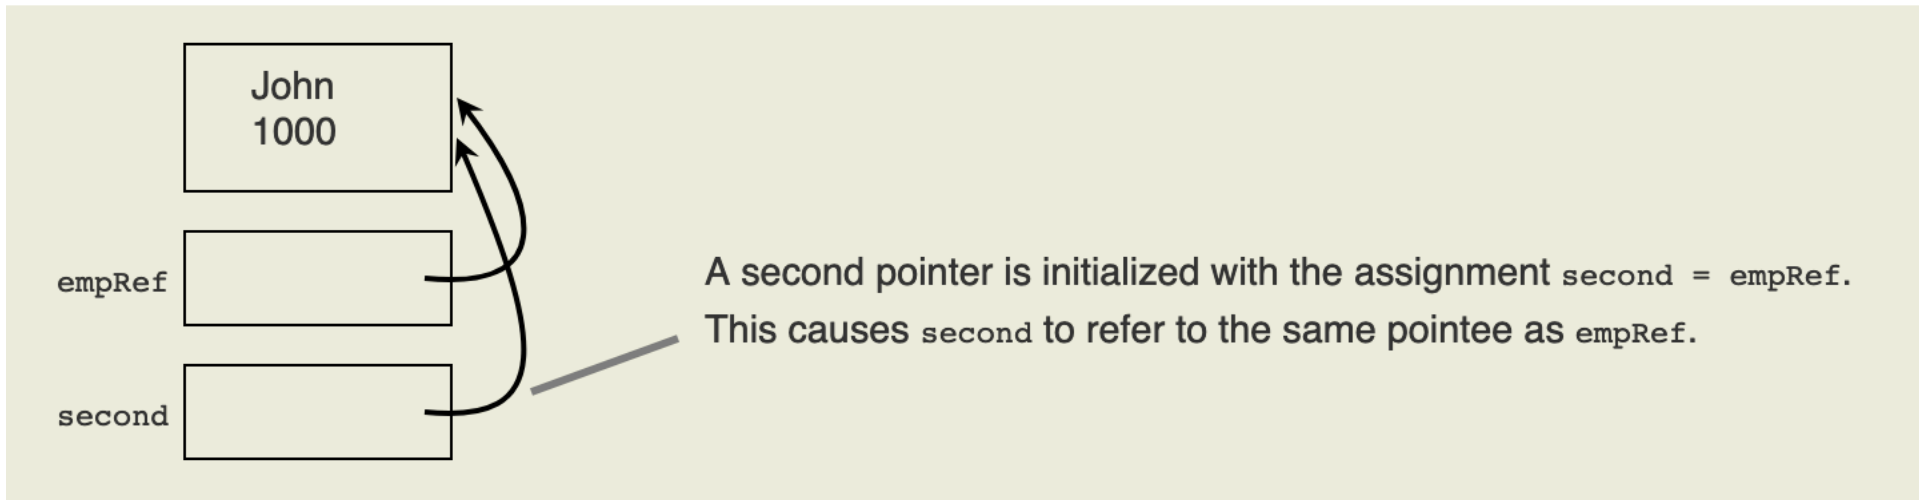 John
1000
empRef
A second pointer is initialized with the assignment second = empRef.
This causes second to refer to the same pointee as empRef.
second